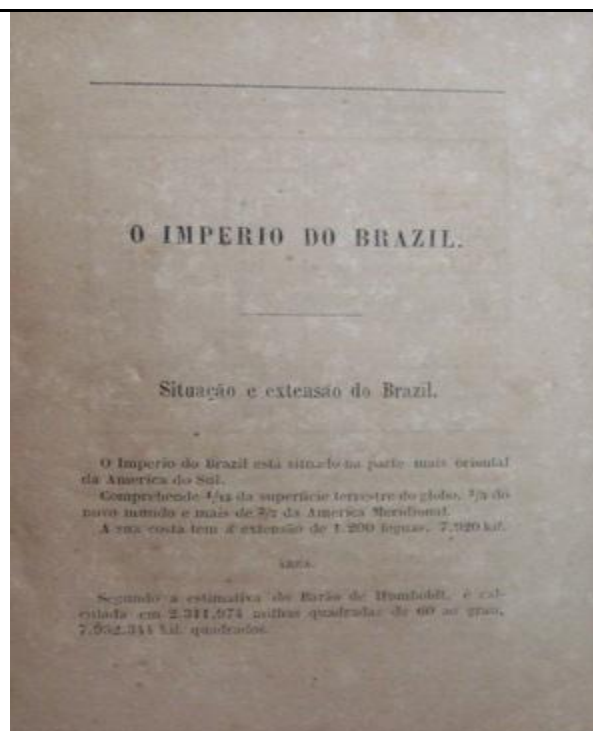 O IMPERIO DO BRAZIL.
Situação e extensão do Brazil.
O Imperio do Brazil está situado na parte mais oriental
da America do Sul.
Comprehende 1/15 da superficie terrestre do globo, 1/5 do
novo mundo e mais de 3/7 da America Meridional.
A sua costa tem a extensão de 1.200 leguas, 7.920 kil.
AREA.
Segundo a estimativa do Barão de Humboldt, é cal-
culada em 2.311.974 milhas quadradas de 60 ao grau,
7.952.344 kil. quadrados.